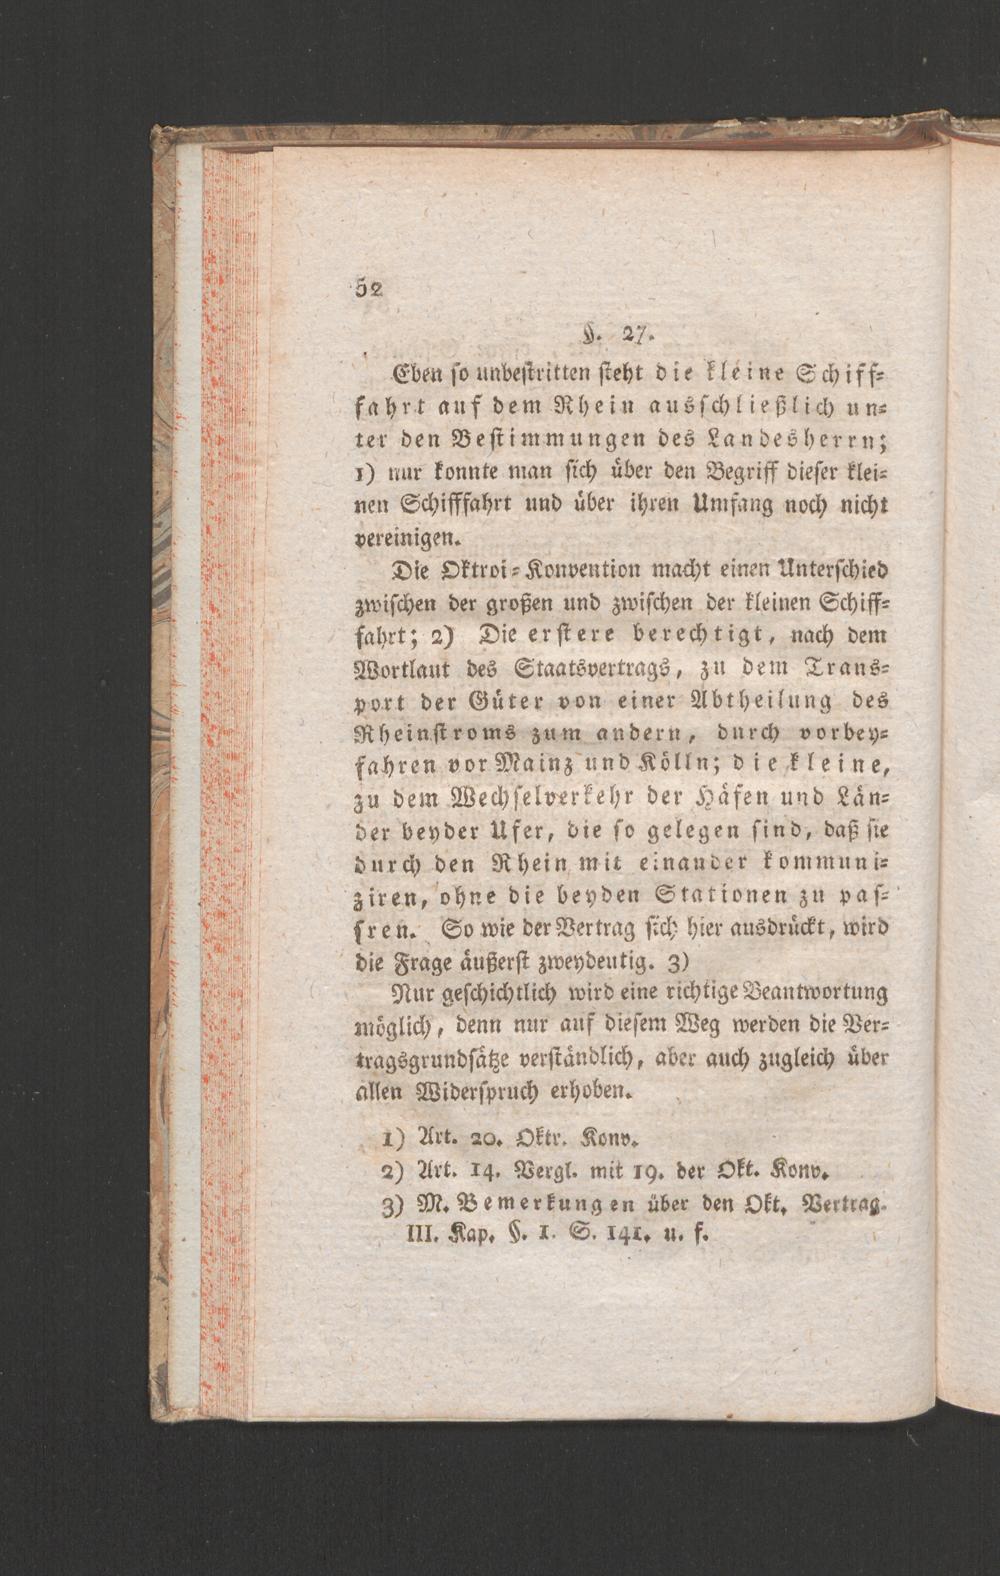 52
§. 27.
Eben so unbestritten steht die kleine Schiff-
fahrt auf dem Rhein ausschließlich un-
ter den Bestimmungen des Landesherrn;
1) nur konnte man sich über den Begriff dieser klei-
nen Schifffahrt und über ihren Umfang noch nicht
vereinigen.
Die Oktroi-Konvention macht einen Unterschied
zwischen der großen und zwischen der kleinen Schiff-
fahrt; 2) Die erstere berechtigt, nach dem
Wortlaut des Staatsvertrags, zu dem Trans-
port der Güter von einer Abtheilung des
Rheinstroms zum andern, durch vorbey-
fahren vor Mainz und Kölln; die kleine,
zu dem Wechselverkehr der Häfen und Län-
der beyder Ufer, die so gelegen sind, daß sie
durch den Rhein mit einander kommuni-
ziren, ohne die beyden Stationen zu pas-
sren. So wie der Vertrag sich hier ausdrückt, wird
die Frage äußerst zweydeutig. 3)
Nur geschichtlich wird eine richtige Beantwortung
möglich, denn nur auf diesem Weg werden die Ver-
tragsgrundsätze verständlich, aber auch zugleich über
allen Widerspruch erhoben.
1) Art. 20. Oktr. Konv.
2) Art. 14. Vergl. mit 19. der Okt. Konv.
3) M. Bemerkungen über den Okt. Vertrag.
III. Kap. §. 1. S. 141. u. f.